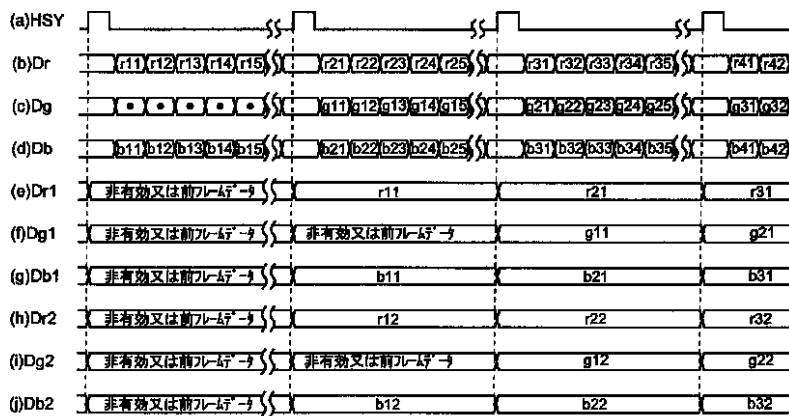 (a)HSY
(b)Dr r11 r12 r13 r14 r15 r21 r22 r23 r24 r25 r31 r32 r33 r34 r35 r41 r42
(c)Dg ● ● ● ● ● g11 g12 g13 g14 g15 g21 g22 g23 g24 g25 g31 g32
(d)Db b11 b12 b13 b14 b15 b21 b22 b23 b24 b25 b31 b32 b33 b34 b35 b41 b42
(e)Dr1 非有効又は前フレームデータ r11 r21 r31
(f)Dg1 非有効又は前フレームデータ 非有効又は前フレームデータ g11 g21
(g)Db1 非有効又は前フレームデータ b11 b21 b31
(h)Dr2 非有効又は前フレームデータ r12 r22 r32
(i)Dg2 非有効又は前フレームデータ 非有効又は前フレームデータ g12 g22
(j)Db2 非有効又は前フレームデータ b12 b22 b32